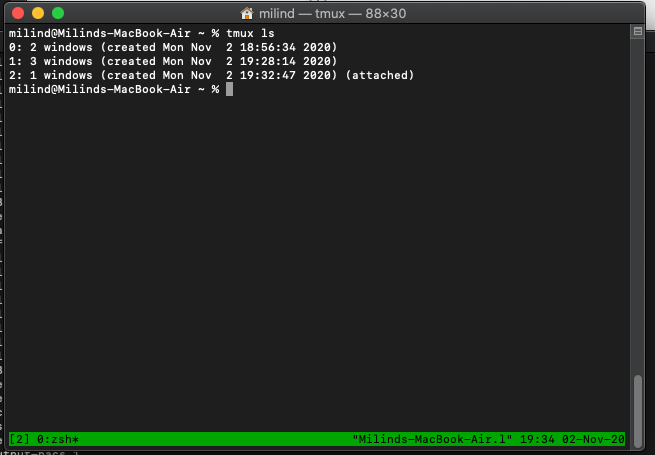 milind — tmux — 88×30
milind@Milinds-MacBook-Air ~ % tmux ls
0: 2 windows (created Mon Nov  2 18:56:34 2020)
1: 3 windows (created Mon Nov  2 19:28:14 2020)
2: 1 windows (created Mon Nov  2 19:32:47 2020) (attached)
milind@Milinds-MacBook-Air ~ %
[2] 0:zsh* "Milinds-MacBook-Air.l" 19:34 02-Nov-20